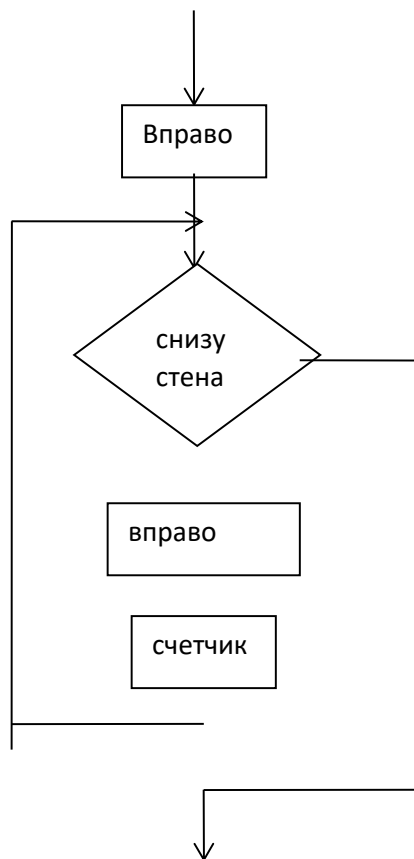 Вправо
снизу
стена
вправо
счетчик